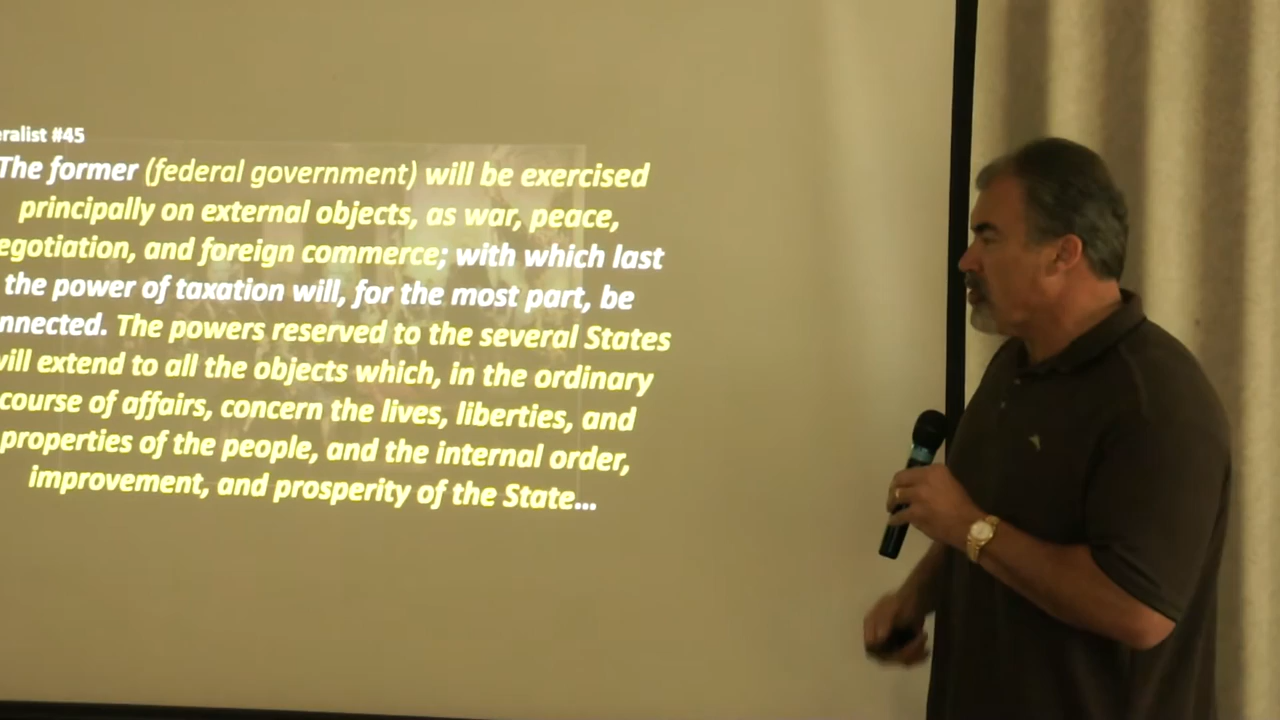 eralist #45
The former (federal government) will be exercised
principally on external objects, as war, peace,
egotiation, and foreign commerce; with which last
the power of taxation will, for the most part, be
nnected. The powers reserved to the several States
will extend to all the objects which, in the ordinary
course of affairs, concern the lives, liberties, and
properties of the people, and the internal order,
improvement, and prosperity of the State...